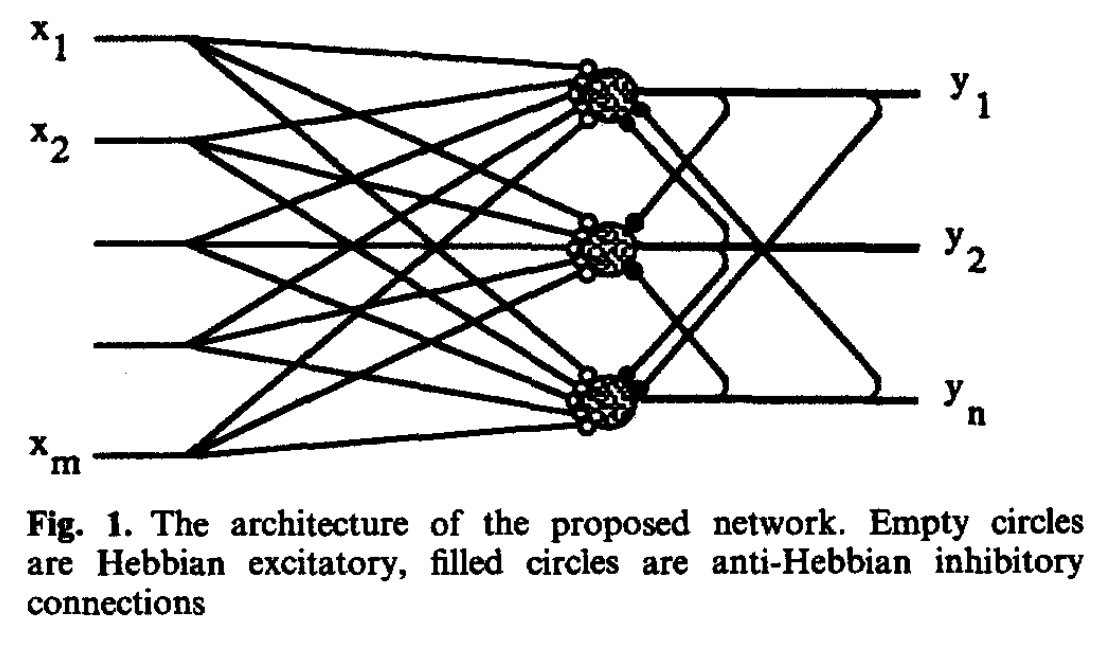 x1
x2
xm
y1
y2
yn
Fig. 1. The architecture of the proposed network. Empty circles
are Hebbian excitatory, filled circles are anti-Hebbian inhibitory
connections